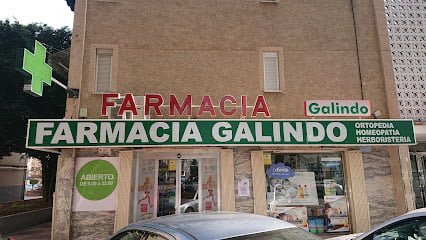 FARMACIA
Galindo
FARMACIA GALINDO
ORTOPEDIA
HOMEOPATIA
HERBORISTERIA
ABIERTO
DE 9.00 a 22.00